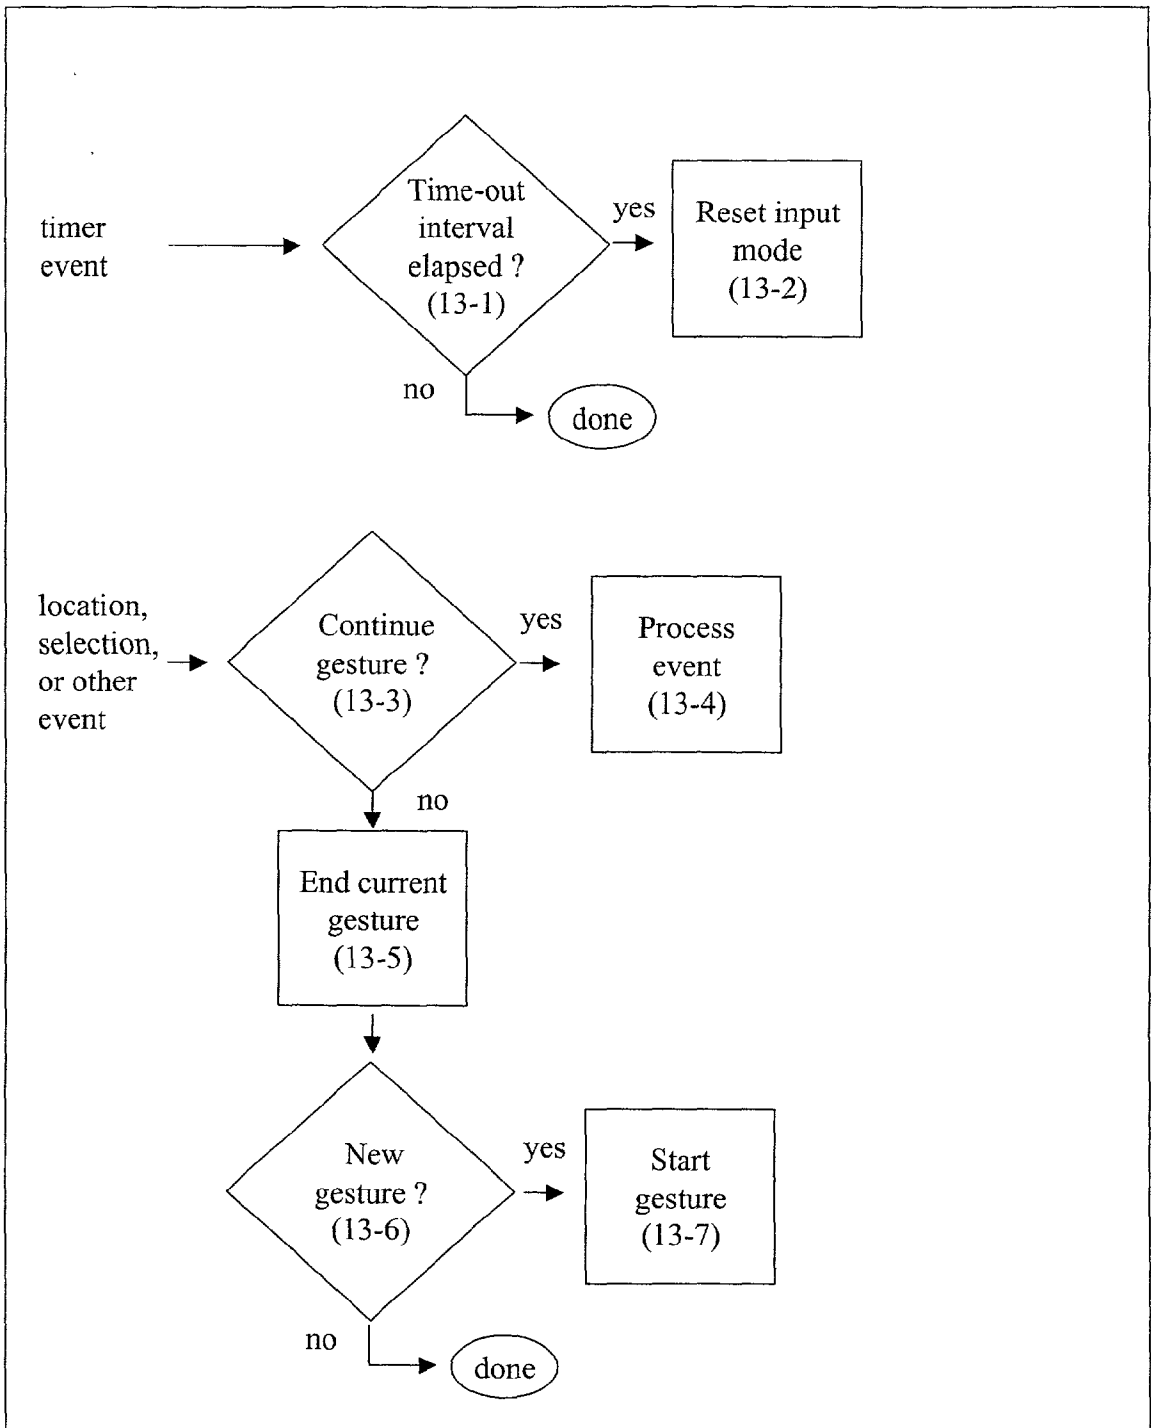 timer
event
Time-out
interval
elapsed ?
(13-1)
yes
Reset input
mode
(13-2)
no
done
location,
selection,
or other
event
Continue
gesture ?
(13-3)
yes
Process
event
(13-4)
no
End current
gesture
(13-5)
New
gesture ?
(13-6)
yes
Start
gesture
(13-7)
no
done